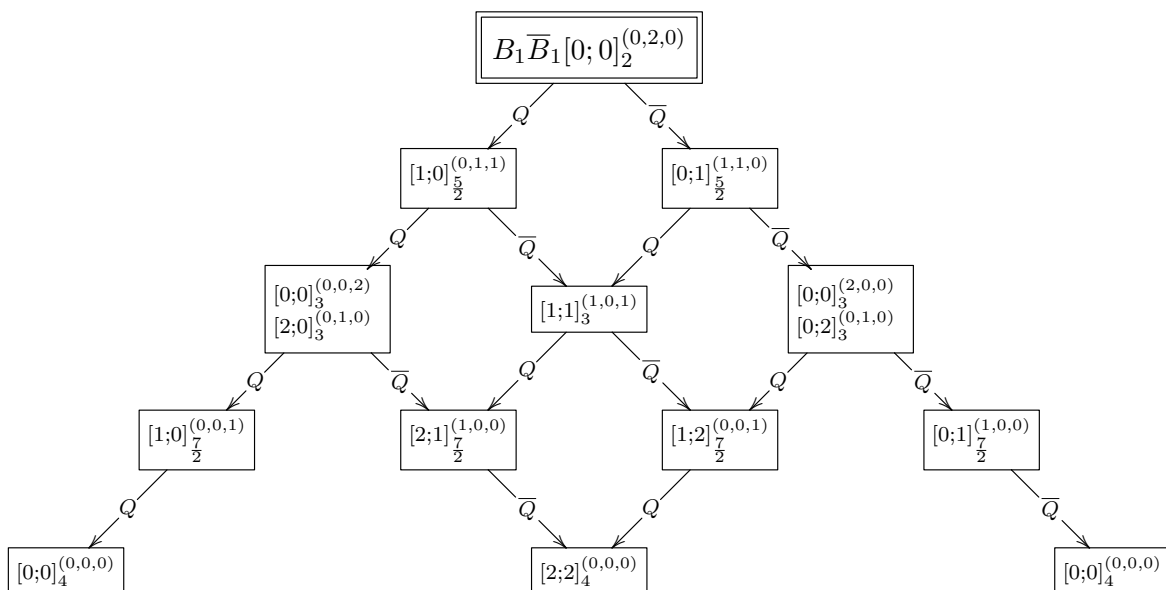 $B_1\overline{B}_1[0;0]_2^{(0,2,0)}$
$Q$ $\overline{Q}$
$[1;0]_{\frac{5}{2}}^{(0,1,1)}$ $[0;1]_{\frac{5}{2}}^{(1,1,0)}$
$Q$ $\overline{Q}$ $Q$ $\overline{Q}$
$[0;0]_3^{(0,0,2)}$ $[1;1]_3^{(1,0,1)}$ $[0;0]_3^{(2,0,0)}$
$[2;0]_3^{(0,1,0)}$ $[0;2]_3^{(0,1,0)}$
$Q$ $\overline{Q}$ $Q$ $\overline{Q}$ $Q$ $\overline{Q}$
$[1;0]_{\frac{7}{2}}^{(0,0,1)}$ $[2;1]_{\frac{7}{2}}^{(1,0,0)}$ $[1;2]_{\frac{7}{2}}^{(0,0,1)}$ $[0;1]_{\frac{7}{2}}^{(1,0,0)}$
$Q$ $\overline{Q}$ $Q$ $\overline{Q}$
$[0;0]_4^{(0,0,0)}$ $[2;2]_4^{(0,0,0)}$ $[0;0]_4^{(0,0,0)}$